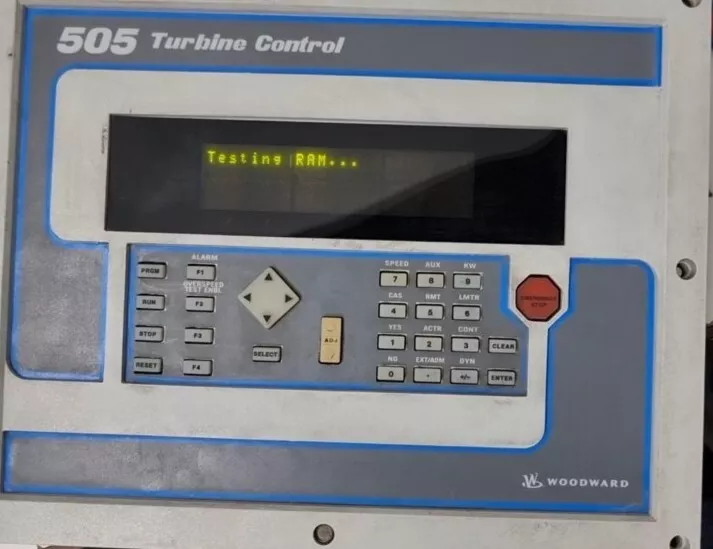 505 Turbine Control
Testing RAM...
ALARM
PRGM F1
OVERSPEED
TEST ENBL
RUN F2
STOP F3
RESET F4
SELECT
ADJ
SPEED AUX KW
7 8 9
CAS RMT LMTR
4 5 6
YES ACTR CONT
1 2 3 CLEAR
NO EXT/ADM DYN
0 . +/- ENTER
EMERGENCY
STOP
WOODWARD